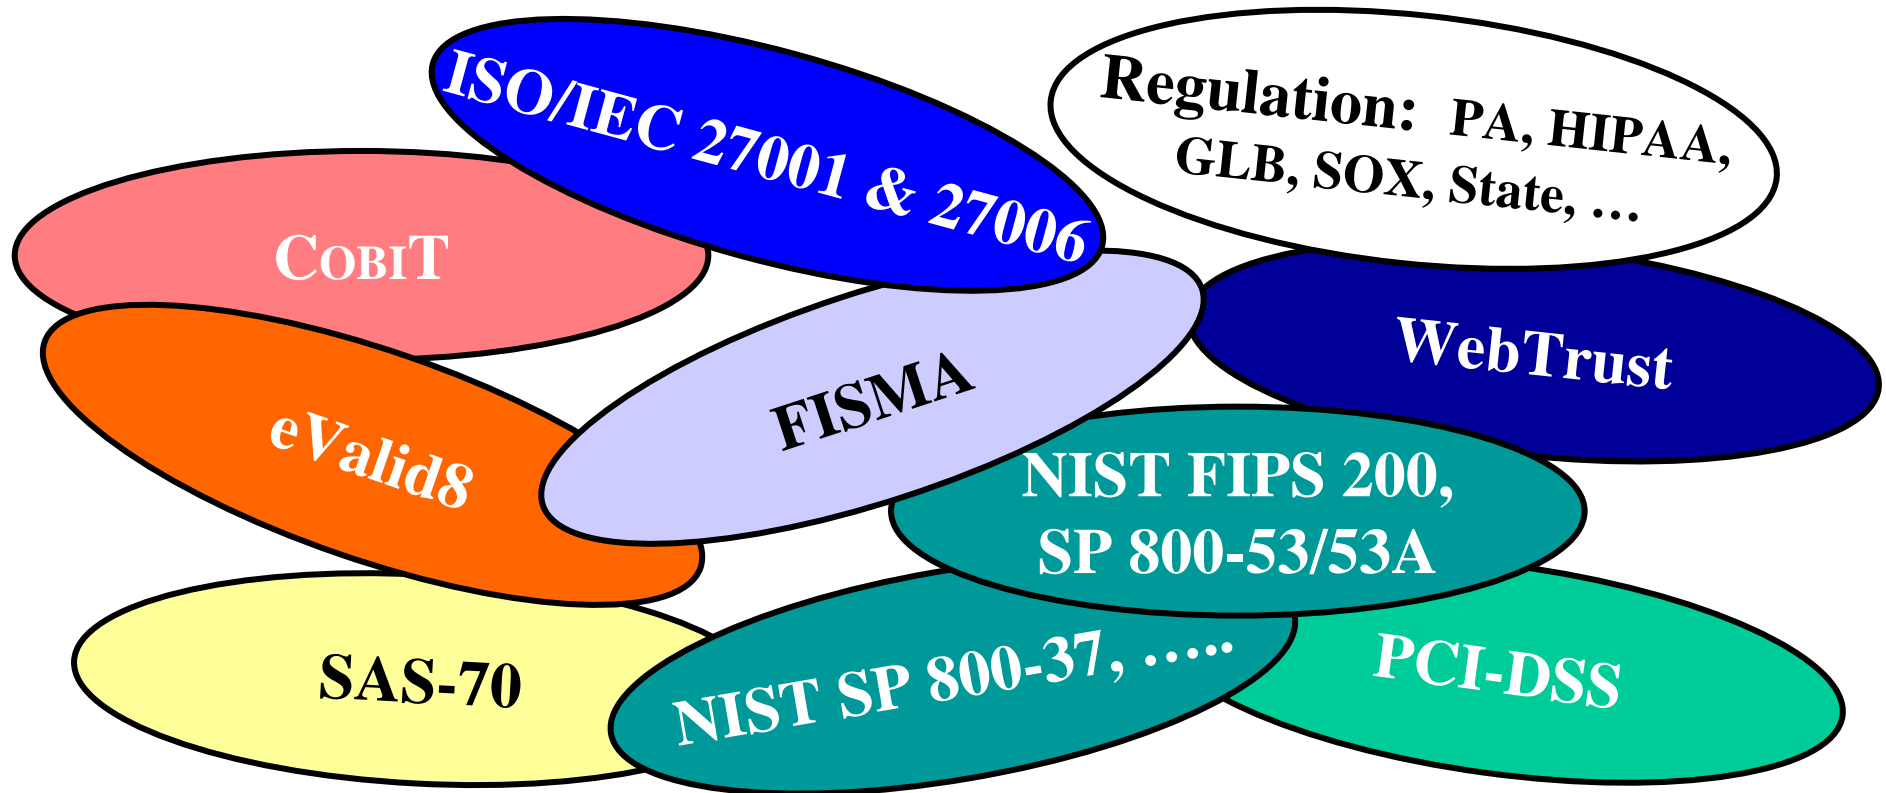 ISO/IEC 27001 & 27006
Regulation: PA, HIPAA,
GLB, SOX, State, …
COBIT
WebTrust
FISMA
eValid8
NIST FIPS 200,
SP 800-53/53A
SAS-70
NIST SP 800-37, …..
PCI-DSS